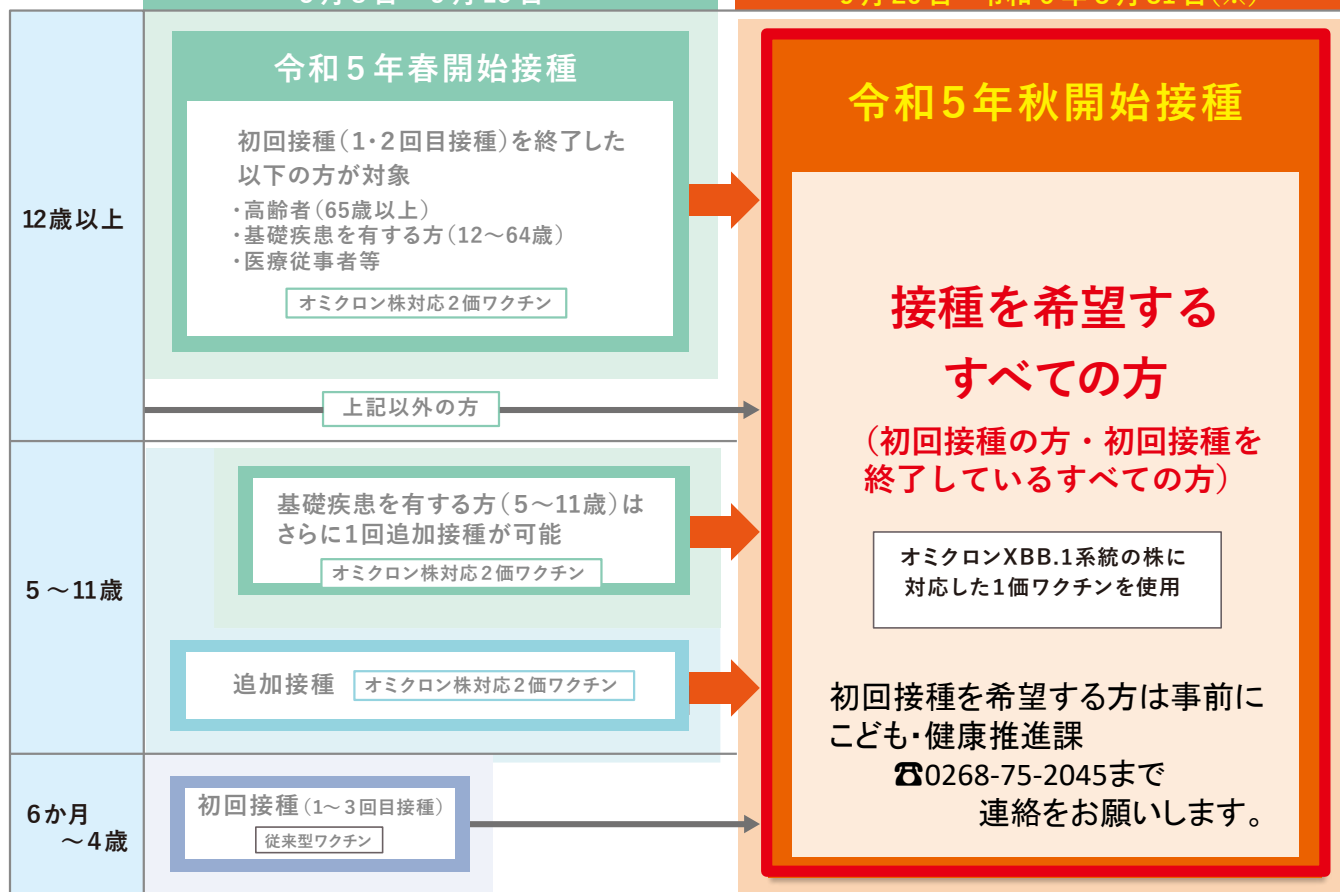 12歳以上
令和5年春開始接種
初回接種（1・2回目接種）を終了した
以下の方が対象
・高齢者（65歳以上）
・基礎疾患を有する方（12～64歳）
・医療従事者等
オミクロン株対応2価ワクチン
上記以外の方
5～11歳
基礎疾患を有する方（5～11歳）は
さらに1回追加接種が可能
オミクロン株対応2価ワクチン
追加接種 オミクロン株対応2価ワクチン
6か月
～4歳
初回接種（1～3回目接種）
従来型ワクチン
令和5年秋開始接種
接種を希望する
すべての方
（初回接種の方・初回接種を
終了しているすべての方）
オミクロンXBB.1系統の株に
対応した1価ワクチンを使用
初回接種を希望する方は事前に
こども・健康推進課
☎0268-75-2045まで
連絡をお願いします。